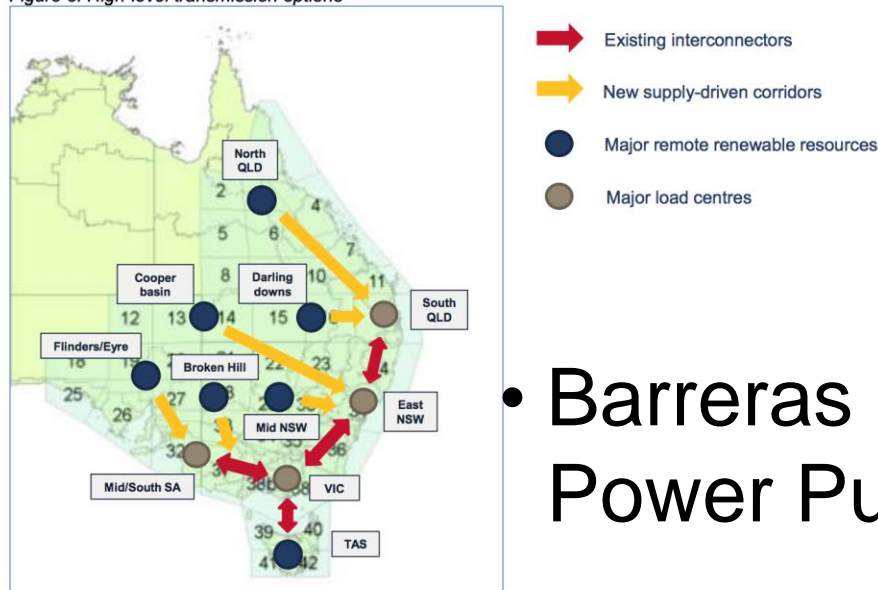 Existing interconnectors
New supply-driven corridors
Major remote renewable resources
Major load centres
North
QLD
2
4
5
6
7
8
10
11
Cooper
basin
Darling
downs
South
QLD
12
13
14
15
Flinders/Eyre
Broken Hill
22
23
25
26
27
Mid NSW
East
NSW
32
36
Mid/South SA
VIC
39
40
TAS
41
42
• Barreras
Power Pu